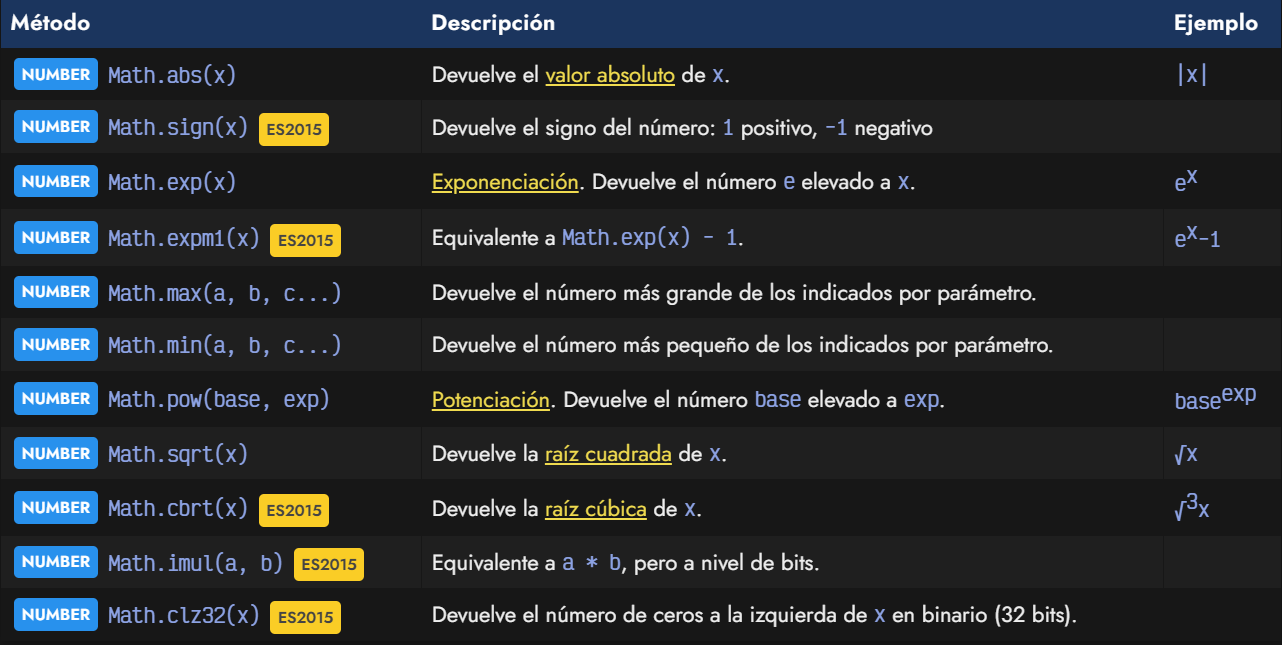 Método Descripción Ejemplo
NUMBER Math.abs(x) Devuelve el valor absoluto de x. |x|
NUMBER Math.sign(x) ES2015 Devuelve el signo del número: 1 positivo, -1 negativo
NUMBER Math.exp(x) Exponenciación. Devuelve el número e elevado a x. eˣ
NUMBER Math.expm1(x) ES2015 Equivalente a Math.exp(x) - 1. eˣ-1
NUMBER Math.max(a, b, c...) Devuelve el número más grande de los indicados por parámetro.
NUMBER Math.min(a, b, c...) Devuelve el número más pequeño de los indicados por parámetro.
NUMBER Math.pow(base, exp) Potenciación. Devuelve el número base elevado a exp. baseᵉˣᵖ
NUMBER Math.sqrt(x) Devuelve la raíz cuadrada de x. √x
NUMBER Math.cbrt(x) ES2015 Devuelve la raíz cúbica de x. √³x
NUMBER Math.imul(a, b) ES2015 Equivalente a a * b, pero a nivel de bits.
NUMBER Math.clz32(x) ES2015 Devuelve el número de ceros a la izquierda de x en binario (32 bits).